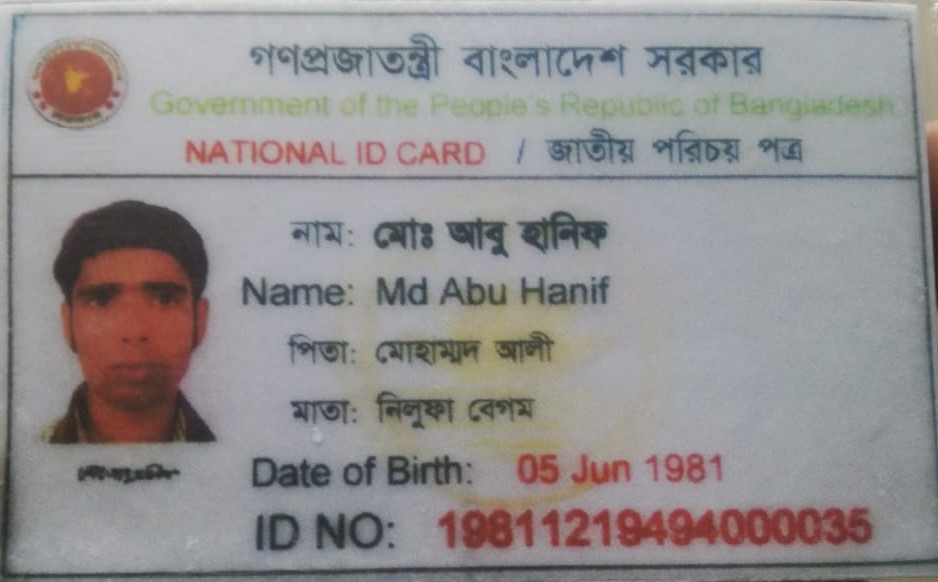 গণপ্রজাতন্ত্রী বাংলাদেশ সরকার
Government of the People's Republic of Bangladesh
NATIONAL ID CARD / জাতীয় পরিচয় পত্র
নাম: মোঃ আবু হানিফ
Name: Md Abu Hanif
পিতা: মোহাম্মদ আলী
মাতা: নিলুফা বেগম
Date of Birth: 05 Jun 1981
ID NO: 19811219494000035